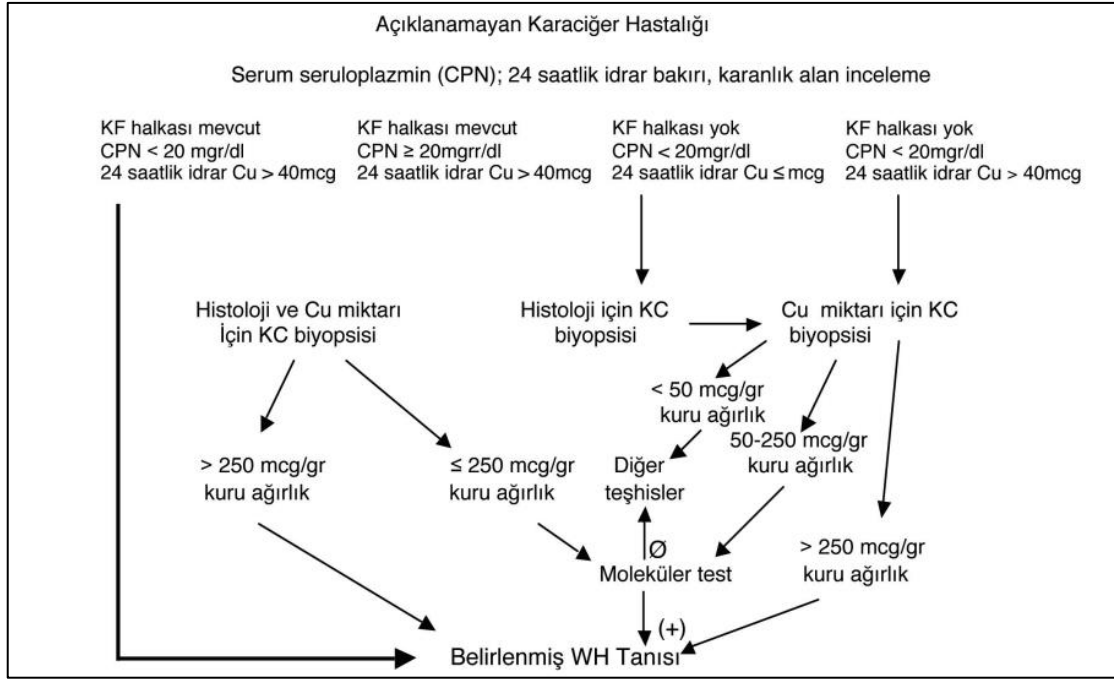 Açıklanamayan Karaciğer Hastalığı
Serum seruloplazmin (CPN); 24 saatlik idrar bakırı, karanlık alan inceleme
KF halkası mevcut
CPN < 20 mgr/dl
24 saatlik idrar Cu > 40mcg
KF halkası mevcut
CPN ≥ 20mgrr/dl
24 saatlik idrar Cu > 40mcg
KF halkası yok
CPN < 20mgr/dl
24 saatlik idrar Cu ≤ mcg
KF halkası yok
CPN < 20mgr/dl
24 saatlik idrar Cu > 40mcg
Histoloji ve Cu miktarı
İçin KC biyopsisi
Histoloji için KC
biyopsisi
Cu miktarı için KC
biyopsisi
< 50 mcg/gr
kuru ağırlık
50-250 mcg/gr
kuru ağırlık
> 250 mcg/gr
kuru ağırlık
≤ 250 mcg/gr
kuru ağırlık
Diğer
teşhisler
> 250 mcg/gr
kuru ağırlık
Ø
Moleküler test
(+)
Belirlenmiş WH Tanısı